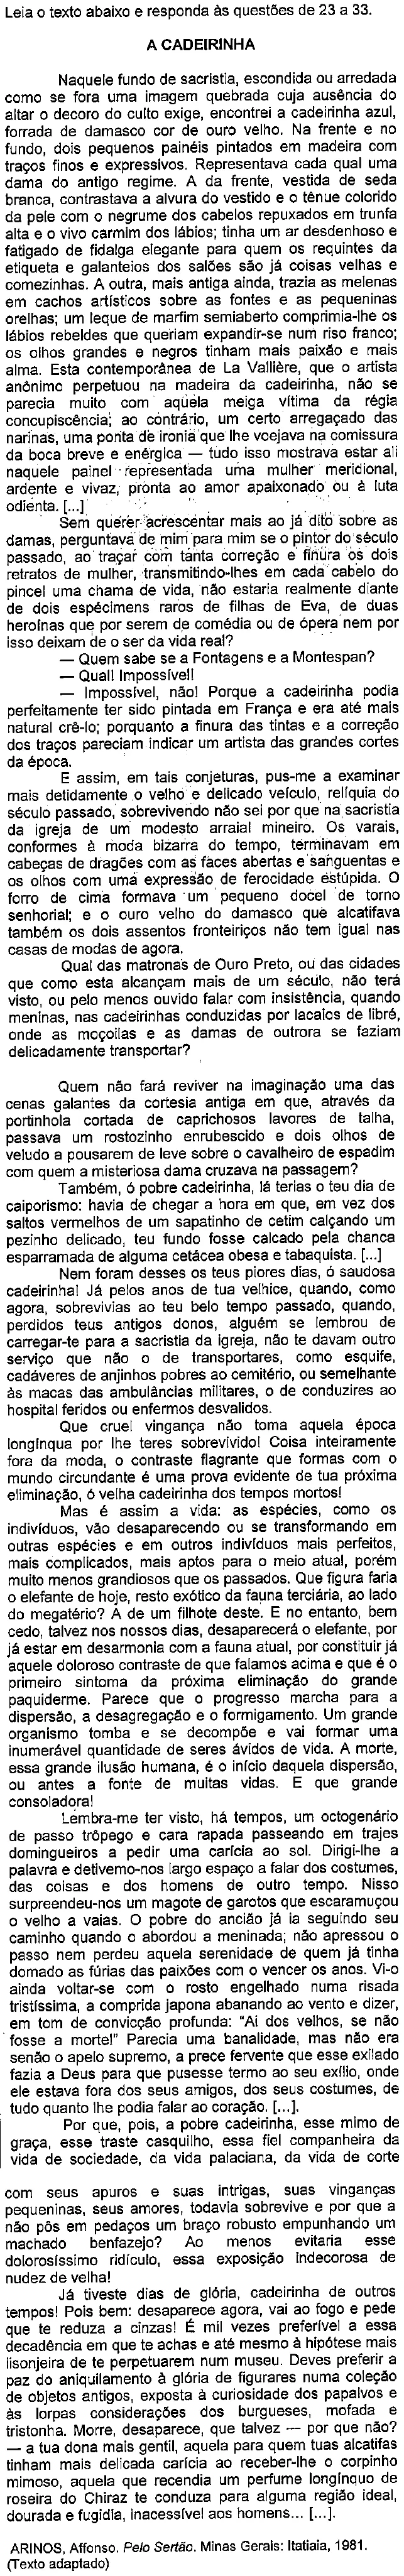 Leia o texto abaixo e responda às questões de 23 a 33.
A CADEIRINHA
Naquele fundo de sacristia, escondida ou arredada
como se fora uma imagem quebrada cuja ausência do
altar o decoro do culto exige, encontrei a cadeirinha azul,
forrada de damasco cor de ouro velho. Na frente e no
fundo, dois pequenos painéis pintados em madeira com
traços finos e expressivos. Representava cada qual uma
dama do antigo regime. A da frente, vestida de seda
branca, contrastava a alvura do vestido e o tênue colorido
da pele com o negrume dos cabelos repuxados em trunfa
alta e o vivo carmim dos lábios; tinha um ar desdenhoso e
fatigado de fidalga elegante para quem os requintes da
etiqueta e galanteios dos salões são já coisas velhas e
comezinhas. A outra, mais antiga ainda, trazia as melenas
em cachos artísticos sobre as fontes e as pequeninas
orelhas; um leque de marfim semiaberto comprimia-lhe os
lábios rebeldes que queriam expandir-se num riso franco;
os olhos grandes e negros tinham mais paixão e mais
alma. Esta contemporânea de La Vallière, que o artista
anônimo perpetuou na madeira da cadeirinha, não se
parecia muito com aquela meiga vítima da régia
concupiscência; ao contrário, um certo arregaçado das
narinas, uma ponta de ironia que lhe voejava na comissura
da boca breve e enérgica — tudo isso mostrava estar ali
naquele painel representada uma mulher meridional,
ardente e vivaz, pronta ao amor apaixonado ou à luta
odienta. [...]
Sem querer acrescentar mais ao já dito sobre as
damas, perguntava de mim para mim se o pintor do século
passado, ao traçar com tanta correção e finura os dois
retratos de mulher, transmitindo-lhes em cada cabelo do
pincel uma chama de vida, não estaria realmente diante
de dois espécimens raros de filhas de Eva, de duas
heroínas que por serem de comédia ou de ópera nem por
isso deixam de o ser da vida real?
— Quem sabe se a Fontagens e a Montespan?
— Qual! Impossível!
— Impossível, não! Porque a cadeirinha podia
perfeitamente ter sido pintada em França e era até mais
natural crê-lo; porquanto a finura das tintas e a correção
dos traços pareciam indicar um artista das grandes cortes
da época.
E assim, em tais conjeturas, pus-me a examinar
mais detidamente o velho e delicado veículo, relíquia do
século passado, sobrevivendo não sei por que na sacristia
da igreja de um modesto arraial mineiro. Os varais,
conformes à moda bizarra do tempo, terminavam em
cabeças de dragões com as faces abertas e sanguentas e
os olhos com uma expressão de ferocidade estúpida. O
forro de cima formava um pequeno docel de torno
senhorial; e o ouro velho do damasco que alcatifava
também os dois assentos fronteiriços não tem igual nas
casas de modas de agora.
Qual das matronas de Ouro Preto, ou das cidades
que como esta alcançam mais de um século, não terá
visto, ou pelo menos ouvido falar com insistência, quando
meninas, nas cadeirinhas conduzidas por lacaios de libré,
onde as moçoilas e as damas de outrora se faziam
delicadamente transportar?
Quem não fará reviver na imaginação uma das
cenas galantes da cortesia antiga em que, através da
portinhola cortada de caprichosos lavores de talha,
passava um rostozinho enrubescido e dois olhos de
veludo a pousarem de leve sobre o cavalheiro de espadim
com quem a misteriosa dama cruzava na passagem?
Também, ó pobre cadeirinha, lá terias o teu dia de
caiporismo: havia de chegar a hora em que, em vez dos
saltos vermelhos de um sapatinho de cetim calçando um
pezinho delicado, teu fundo fosse calcado pela chanca
esparramada de alguma cetácea obesa e tabaquista. [...]
Nem foram desses os teus piores dias, ó saudosa
cadeirinha! Já pelos anos de tua velhice, quando, como
agora, sobrevivias ao teu belo tempo passado, quando,
perdidos teus antigos donos, alguém se lembrou de
carregar-te para a sacristia da igreja, não te davam outro
serviço que não o de transportares, como esquife,
cadáveres de anjinhos pobres ao cemitério, ou semelhante
às macas das ambulâncias militares, o de conduzires ao
hospital feridos ou enfermos desvalidos.
Que cruel vingança não toma aquela época
longínqua por lhe teres sobrevivido! Coisa inteiramente
fora da moda, o contraste flagrante que formas com o
mundo circundante é uma prova evidente de tua próxima
eliminação, ó velha cadeirinha dos tempos mortos!
Mas é assim a vida: as espécies, como os
indivíduos, vão desaparecendo ou se transformando em
outras espécies e em outros indivíduos mais perfeitos,
mais complicados, mais aptos para o meio atual, porém
muito menos grandiosos que os passados. Que figura faria
o elefante de hoje, resto exótico da fauna terciária, ao lado
do megatério? A de um filhote deste. E no entanto, bem
cedo, talvez nos nossos dias, desaparecerá o elefante, por
já estar em desarmonia com a fauna atual, por constituir já
aquele doloroso contraste de que falamos acima e que é o
primeiro sintoma da próxima eliminação do grande
paquiderme. Parece que o progresso marcha para a
dispersão, a desagregação e o formigamento. Um grande
organismo tomba e se decompõe e vai formar uma
inumerável quantidade de seres ávidos de vida. A morte,
essa grande ilusão humana, é o início daquela dispersão,
ou antes a fonte de muitas vidas. E que grande
consoladora!
Lembra-me ter visto, há tempos, um octogenário
de passo trôpego e cara rapada passeando em trajes
domingueiros a pedir uma carícia ao sol. Dirigi-lhe a
palavra e detivemo-nos largo espaço a falar dos costumes,
das coisas e dos homens de outro tempo. Nisso
surpreendeu-nos um magote de garotos que escaramuçou
o velho a vaias. O pobre do ancião já ia seguindo seu
caminho quando o abordou a meninada; não apressou o
passo nem perdeu aquela serenidade de quem já tinha
domado as fúrias das paixões com o vencer os anos. Vi-o
ainda voltar-se com o rosto engelhado numa risada
tristíssima, a comprida japona abanando ao vento e dizer,
em tom de convicção profunda: “Ai dos velhos, se não
fosse a morte!” Parecia uma banalidade, mas não era
senão o apelo supremo, a prece fervente que esse exilado
fazia a Deus para que pusesse termo ao seu exílio, onde
ele estava fora dos seus amigos, dos seus costumes, de
tudo quanto lhe podia falar ao coração. [...].
Por que, pois, a pobre cadeirinha, esse mimo de
graça, esse traste casquilho, essa fiel companheira da
vida de sociedade, da vida palaciana, da vida de corte
com seus apuros e suas intrigas, suas vinganças
pequeninas, seus amores, todavia sobrevive e por que a
não pôs em pedaços um braço robusto empunhando um
machado benfazejo? Ao menos evitaria esse
dolorosíssimo ridículo, essa exposição indecorosa de
nudez de velha!
Já tiveste dias de glória, cadeirinha de outros
tempos! Pois bem: desaparece agora, vai ao fogo e pede
que te reduza a cinzas! É mil vezes preferível a essa
decadência em que te achas e até mesmo à hipótese mais
lisonjeira de te perpetuarem num museu. Deves preferir a
paz do aniquilamento à glória de figurares numa coleção
de objetos antigos, exposta à curiosidade dos papalvos e
às lorpas considerações dos burgueses, mofada e
tristonha. Morre, desaparece, que talvez — por que não?
— a tua dona mais gentil, aquela para quem tuas alcatifas
tinham mais delicada carícia ao receber-lhe o corpinho
mimoso, aquela que recendia um perfume longínquo de
roseira do Chiraz te conduza para alguma região ideal,
dourada e fugidia, inacessível aos homens... [...].
ARINOS, Affonso. Pelo Sertão. Minas Gerais: Itatiaia, 1981.
(Texto adaptado)